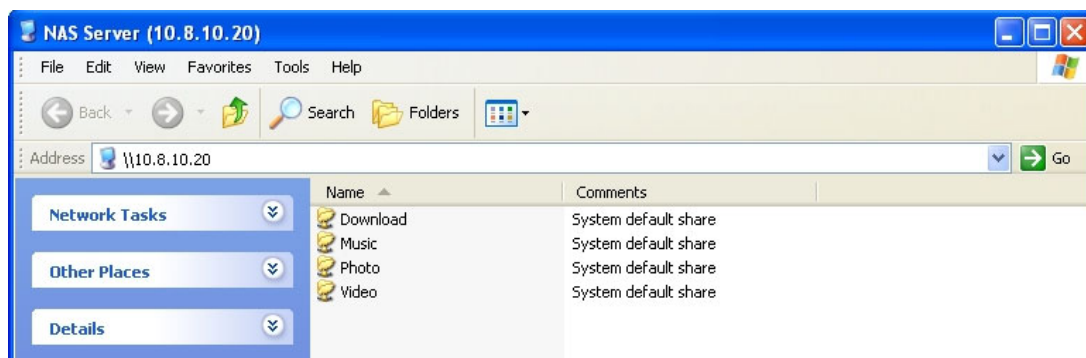 NAS Server (10.8.10.20)
File Edit View Favorites Tools Help
Back Search Folders
Address \\10.8.10.20 Go
Name Comments
Network Tasks
Other Places
Details
Download System default share
Music System default share
Photo System default share
Video System default share